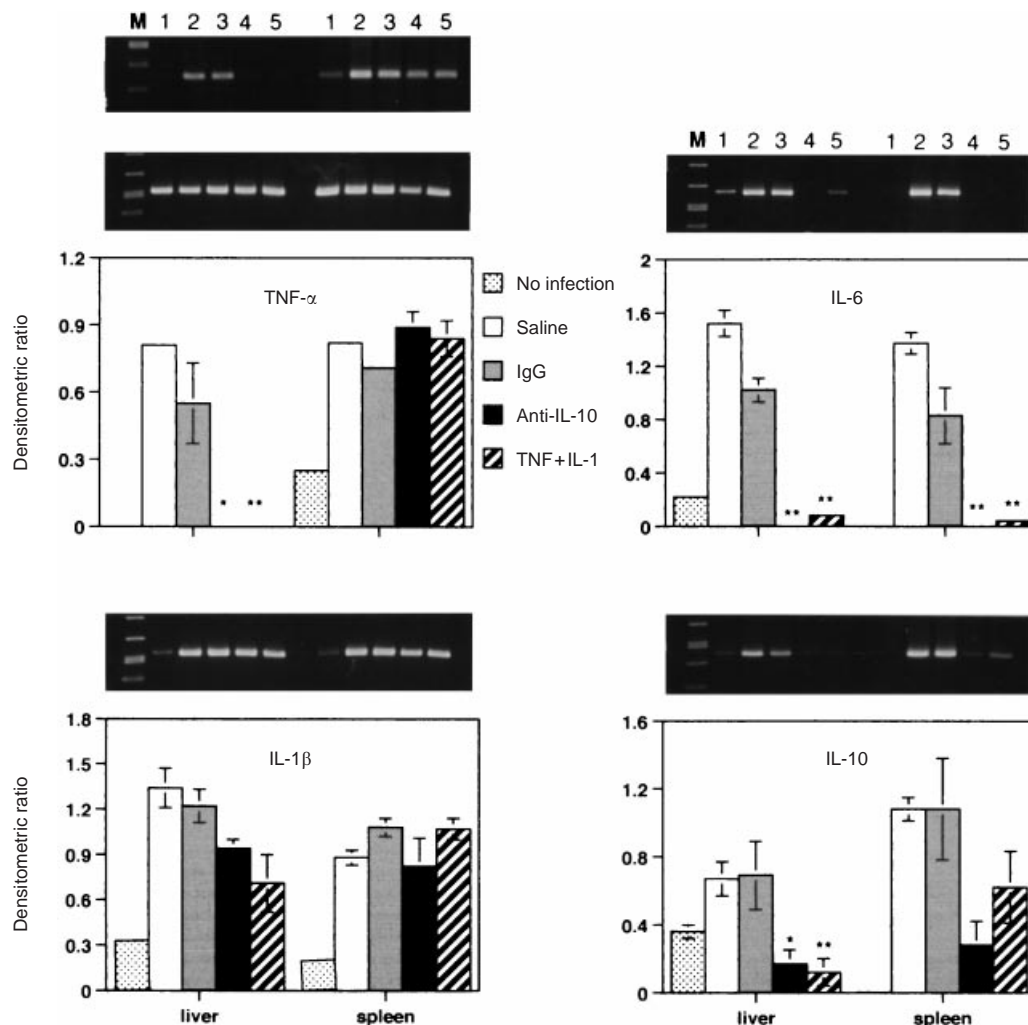 M 1 2 3 4 5 1 2 3 4 5
M 1 2 3 4 5 1 2 3 4 5
1.2
0.9
0.6
0.3
0
Densitometric ratio
TNF-α
* **
No infection
Saline
IgG
Anti-IL-10
TNF+IL-1
2
1.6
1.2
0.8
0.4
0
IL-6
** ** ** **
1.8
1.5
1.2
0.9
0.6
0.3
0
Densitometric ratio
IL-1β
liver spleen
1.6
1.2
0.8
0.4
0
IL-10
* **
liver spleen